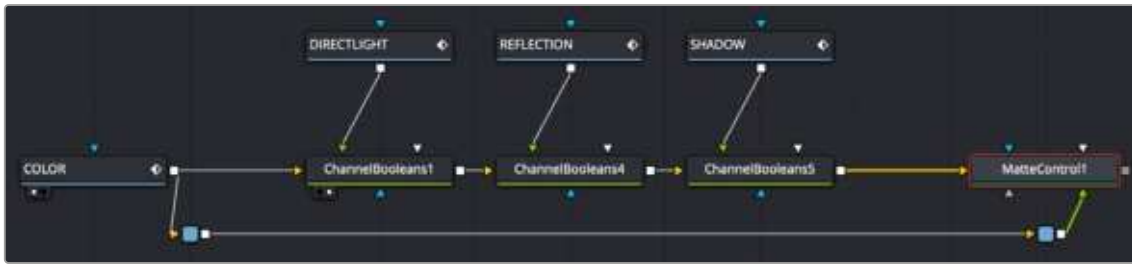 DIRECTLIGHT
REFLECTION
SHADOW
COLOR
ChannelBooleans1
ChannelBooleans4
ChannelBooleans5
MatteControl1